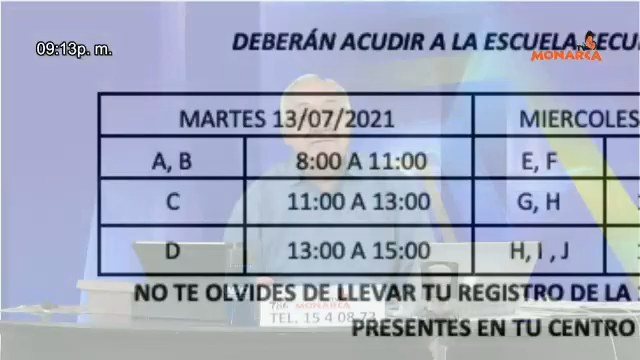 09:13p. m.
DEBERÁN ACUDIR A LA ESCUELA
MONARCA
MARTES 13/07/2021 MIERCOLES
A, B 8:00 A 11:00 E, F
C 11:00 A 13:00 G, H
D 13:00 A 15:00 H, I , J
NO TE OLVIDES DE LLEVAR TU REGISTRO DE LA
MONARCA
TEL. 15 4 08 73
PRESENTES EN TU CENTRO